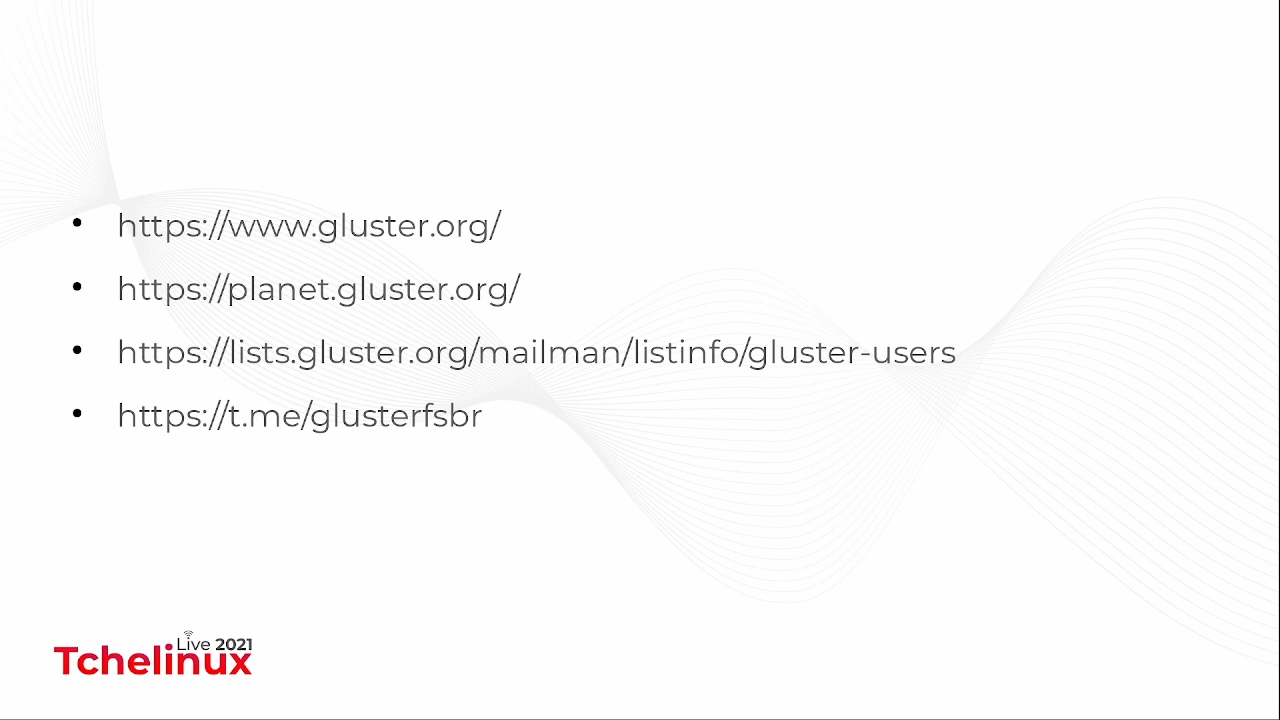 • https://www.gluster.org/
• https://planet.gluster.org/
• https://lists.gluster.org/mailman/listinfo/gluster-users
• https://t.me/glusterfsbr
Live 2021
Tchelinux